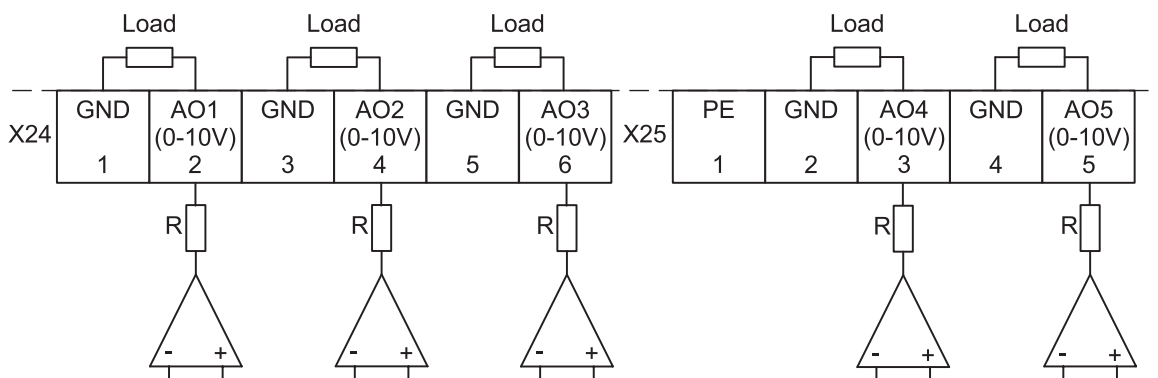 Load Load Load Load Load
GND AO1 GND AO2 GND AO3 PE GND AO4 GND AO5
X24 (0-10V) (0-10V) (0-10V) X25 (0-10V) (0-10V)
1 2 3 4 5 6 1 2 3 4 5
R R R R R
- + - + - + - + - +